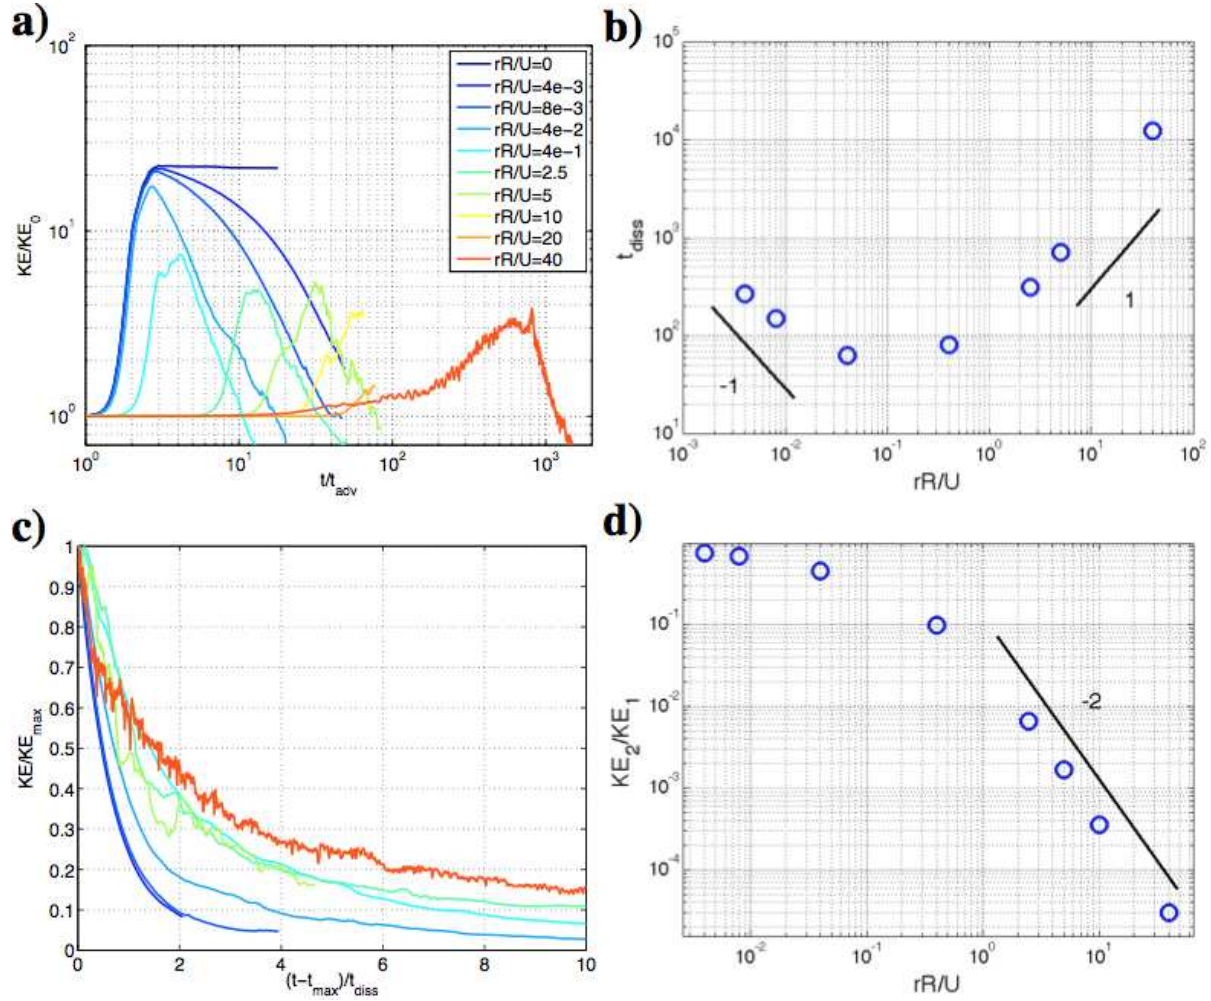 a)
10^2
10^1
10^0
KE/KE_0
10^0
10^1
10^2
10^3
t/t_adv
rR/U=0
rR/U=4e-3
rR/U=8e-3
rR/U=4e-2
rR/U=4e-1
rR/U=2.5
rR/U=5
rR/U=10
rR/U=20
rR/U=40
b)
10^5
10^4
10^3
10^2
10^1
t_diss
-1
1
10^-3
10^-2
10^-1
10^0
10^1
10^2
rR/U
c)
1
0.9
0.8
0.7
0.6
0.5
0.4
0.3
0.2
0.1
0
KE/KE_max
0
2
4
6
8
10
(t-t_max)/t_diss
d)
10^-1
10^-2
10^-3
10^-4
KE_2/KE_1
-2
10^-2
10^-1
10^0
10^1
rR/U